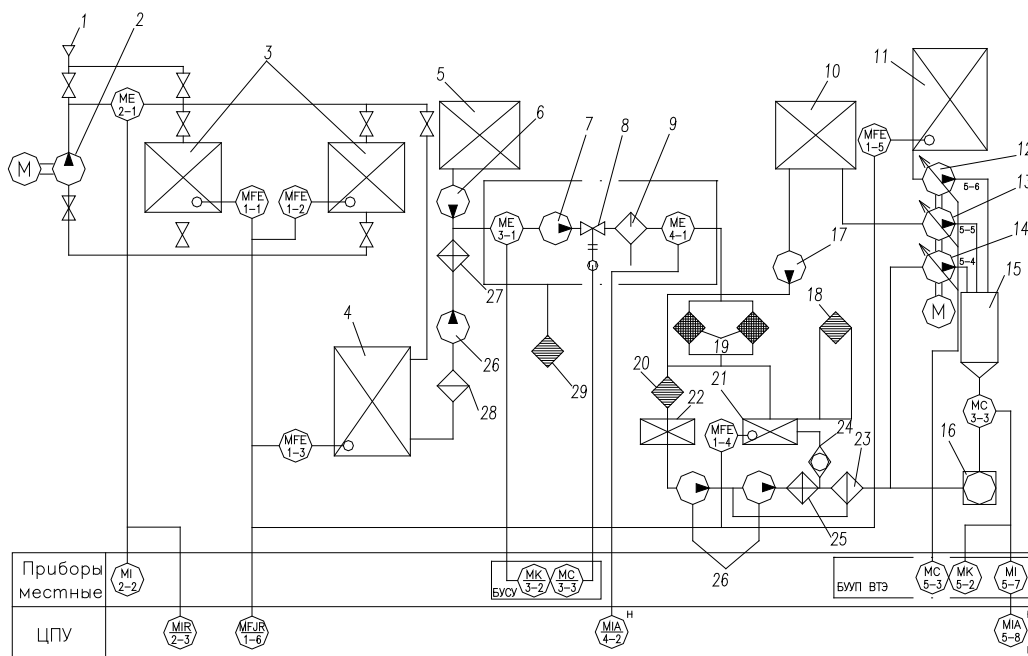 1
2
3
4
5
6
7
8
9
10
11
12
13
14
15
16
17
18
19
20
21
22
23
24
25
26
26
27
28
29
M
M
ME 2-1
MFE 1-1
MFE 1-2
MFE 1-3
ME 3-1
ME 4-1
MFE 1-4
MFE 1-5
5-6
5-5
5-4
MC 3-3
Приборы
местные
MI 2-2
БУСУ
MK 3-2
MC 3-3
БУУП ВТЭ
MC 5-3
MK 5-2
MI 5-7
ЦПУ
MIR 2-3
MFJR 1-6
MIA 4-2
Н
MIA 5-8